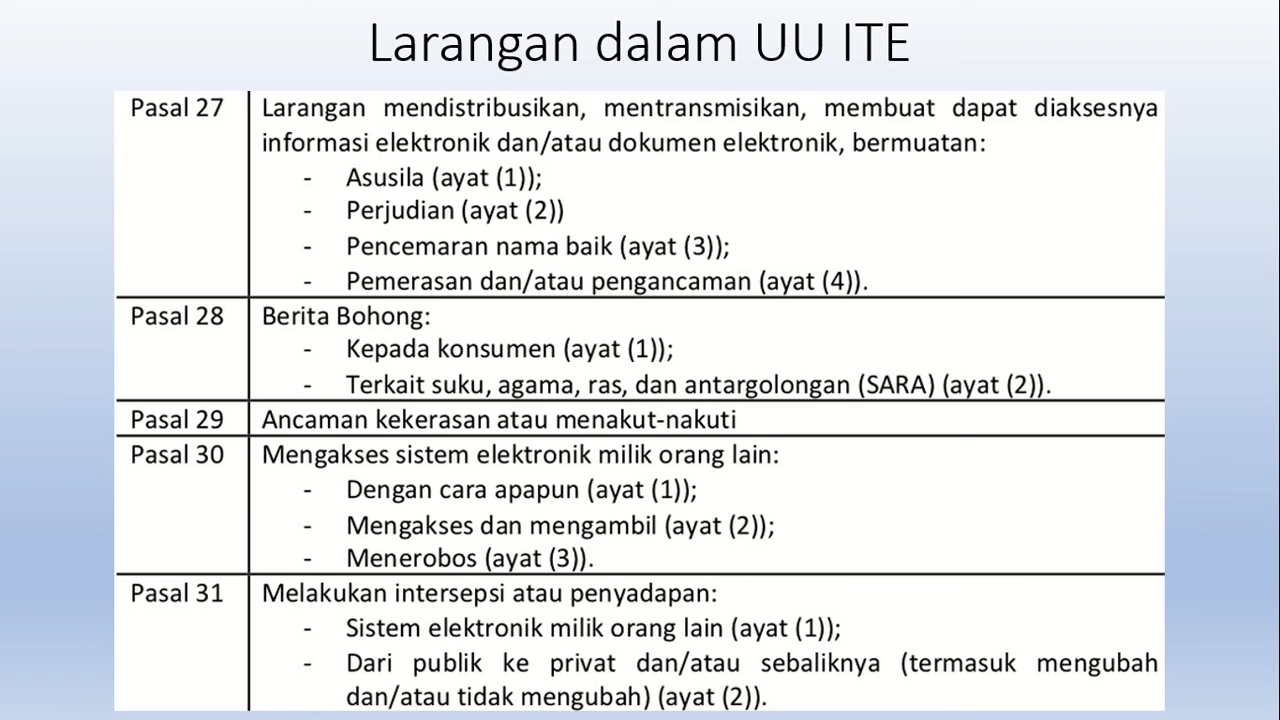 Larangan dalam UU ITE
Pasal 27
Larangan mendistribusikan, mentransmisikan, membuat dapat diaksesnya
informasi elektronik dan/atau dokumen elektronik, bermuatan:
- Asusila (ayat (1));
- Perjudian (ayat (2))
- Pencemaran nama baik (ayat (3));
- Pemerasan dan/atau pengancaman (ayat (4)).
Pasal 28
Berita Bohong:
- Kepada konsumen (ayat (1));
- Terkait suku, agama, ras, dan antargolongan (SARA) (ayat (2)).
Pasal 29
Ancaman kekerasan atau menakut-nakuti
Pasal 30
Mengakses sistem elektronik milik orang lain:
- Dengan cara apapun (ayat (1));
- Mengakses dan mengambil (ayat (2));
- Menerobos (ayat (3)).
Pasal 31
Melakukan intersepsi atau penyadapan:
- Sistem elektronik milik orang lain (ayat (1));
- Dari publik ke privat dan/atau sebaliknya (termasuk mengubah
dan/atau tidak mengubah) (ayat (2)).